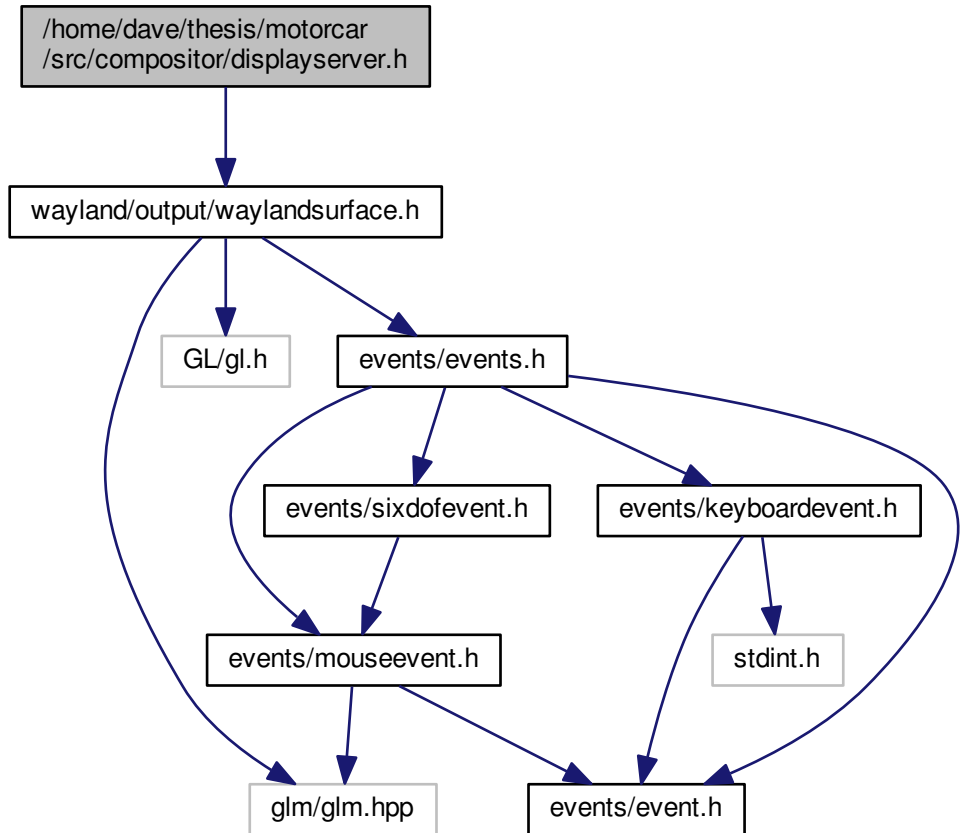 /home/dave/thesis/motorcar
/src/compositor/displayserver.h
wayland/output/waylandsurface.h
GL/gl.h
events/events.h
events/sixdofevent.h
events/keyboardevent.h
events/mouseevent.h
stdint.h
glm/glm.hpp
events/event.h